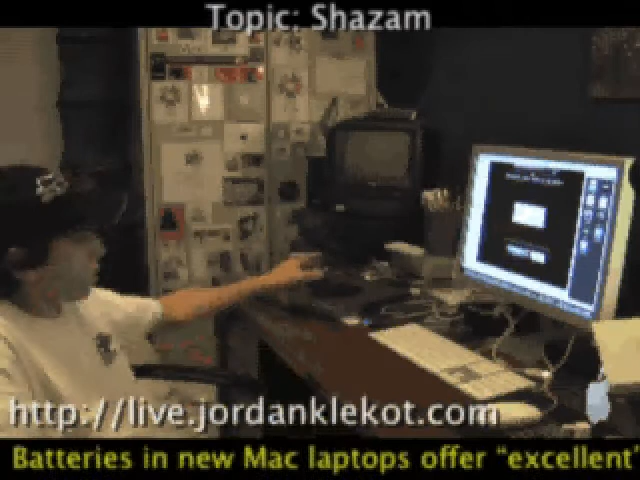 Topic: Shazam
http://live.jordanklekot.com
Batteries in new Mac laptops offer "excellent"